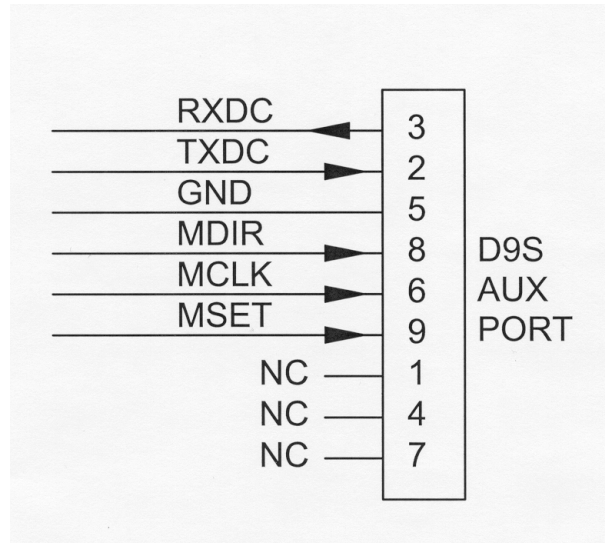 RXDC 3
TXDC 2
GND 5
MDIR 8 D9S
MCLK 6 AUX
MSET 9 PORT
NC 1
NC 4
NC 7